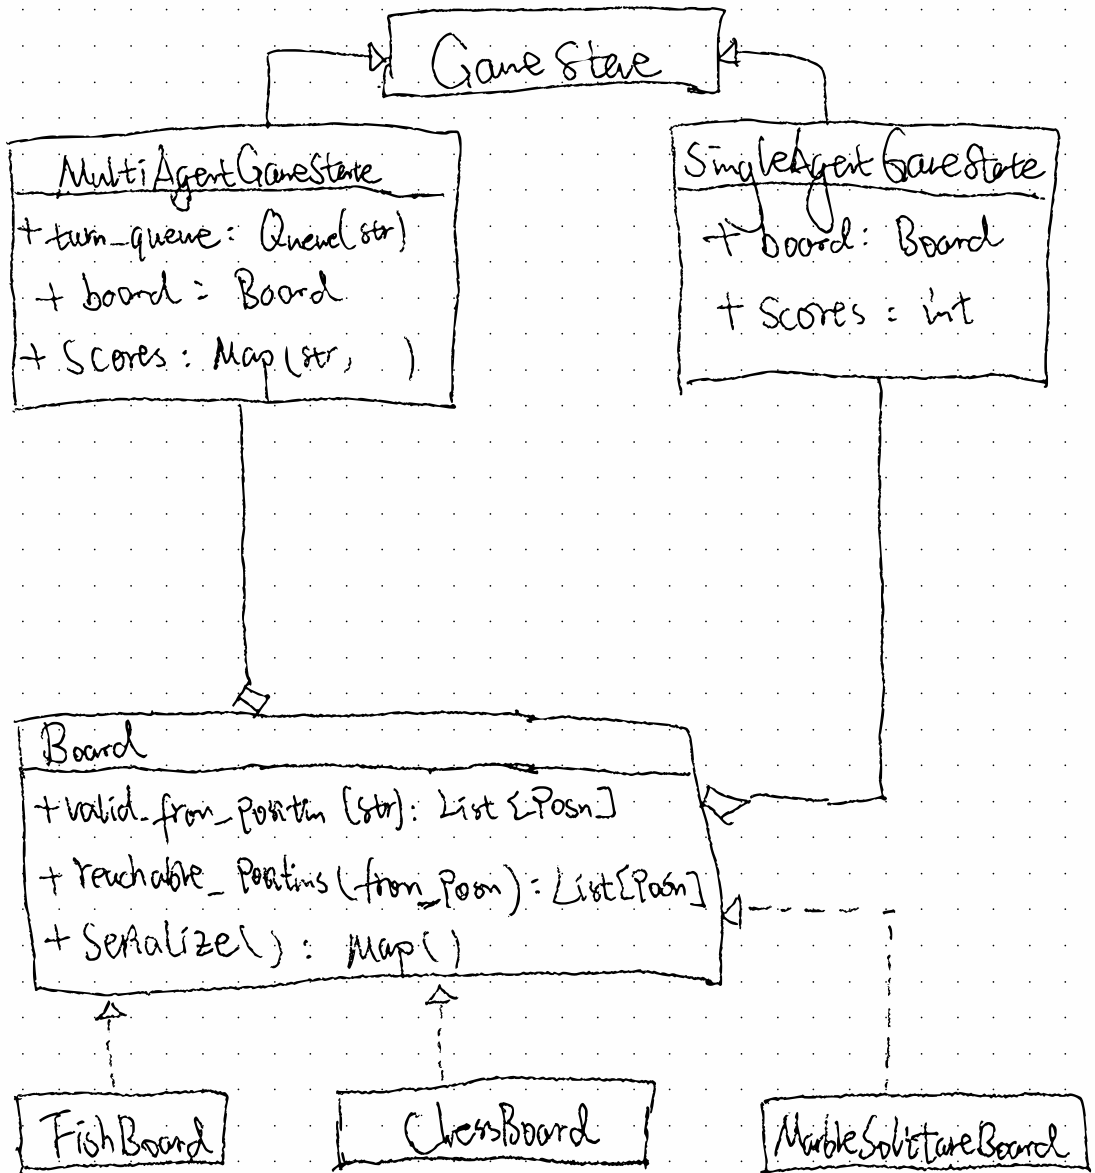 Game State
MultiAgentGameState
+ turn_queue: Queue(str)
+ board: Board
+ Scores: Map(str, )
SingleAgentGameState
+ board: Board
+ Scores: int
Board
+ valid_from_position (str): List[Posn]
+ reachable_positions (from_posn): List[Posn]
+ Serialize(): Map()
FishBoard
ChessBoard
MarbleSolitareBoard